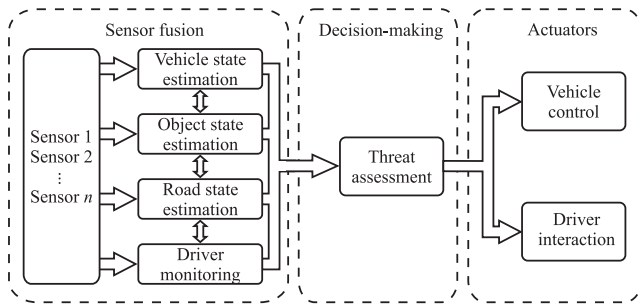 Sensor fusion
Decision-making
Actuators
Sensor 1
Sensor 2
⋮
Sensor n
Vehicle state
estimation
Object state
estimation
Road state
estimation
Driver
monitoring
Threat
assessment
Vehicle
control
Driver
interaction